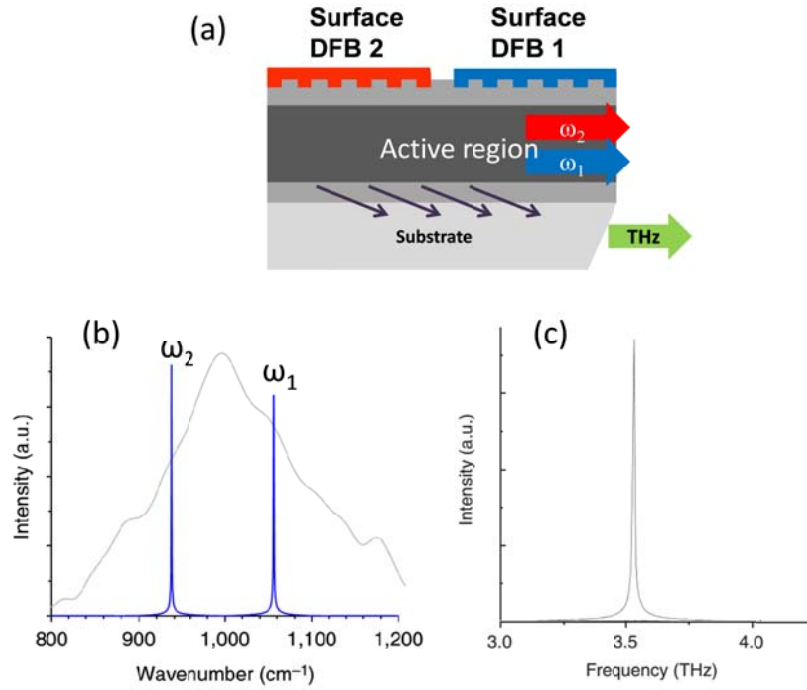 (a)
Surface
DFB 2
Surface
DFB 1
ω2
Active region
ω1
Substrate
THz
(b)
ω2
ω1
Intensity (a.u.)
800
900
1,000
1,100
1,200
Wavenumber (cm⁻¹)
(c)
Intensity (a.u.)
3.0
3.5
4.0
Frequency (THz)